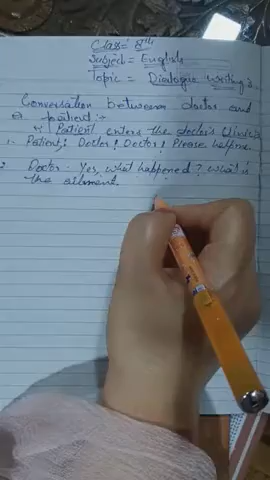 Class = 8th
Subject = English
Topic = Dialogue writing's
Conversation between doctor and
a patient :-
Patient enters the doctor's
1. Patient; Doctor! Doctor! Please help me.
2 Doctor - Yes, what happened? what is
the ailment